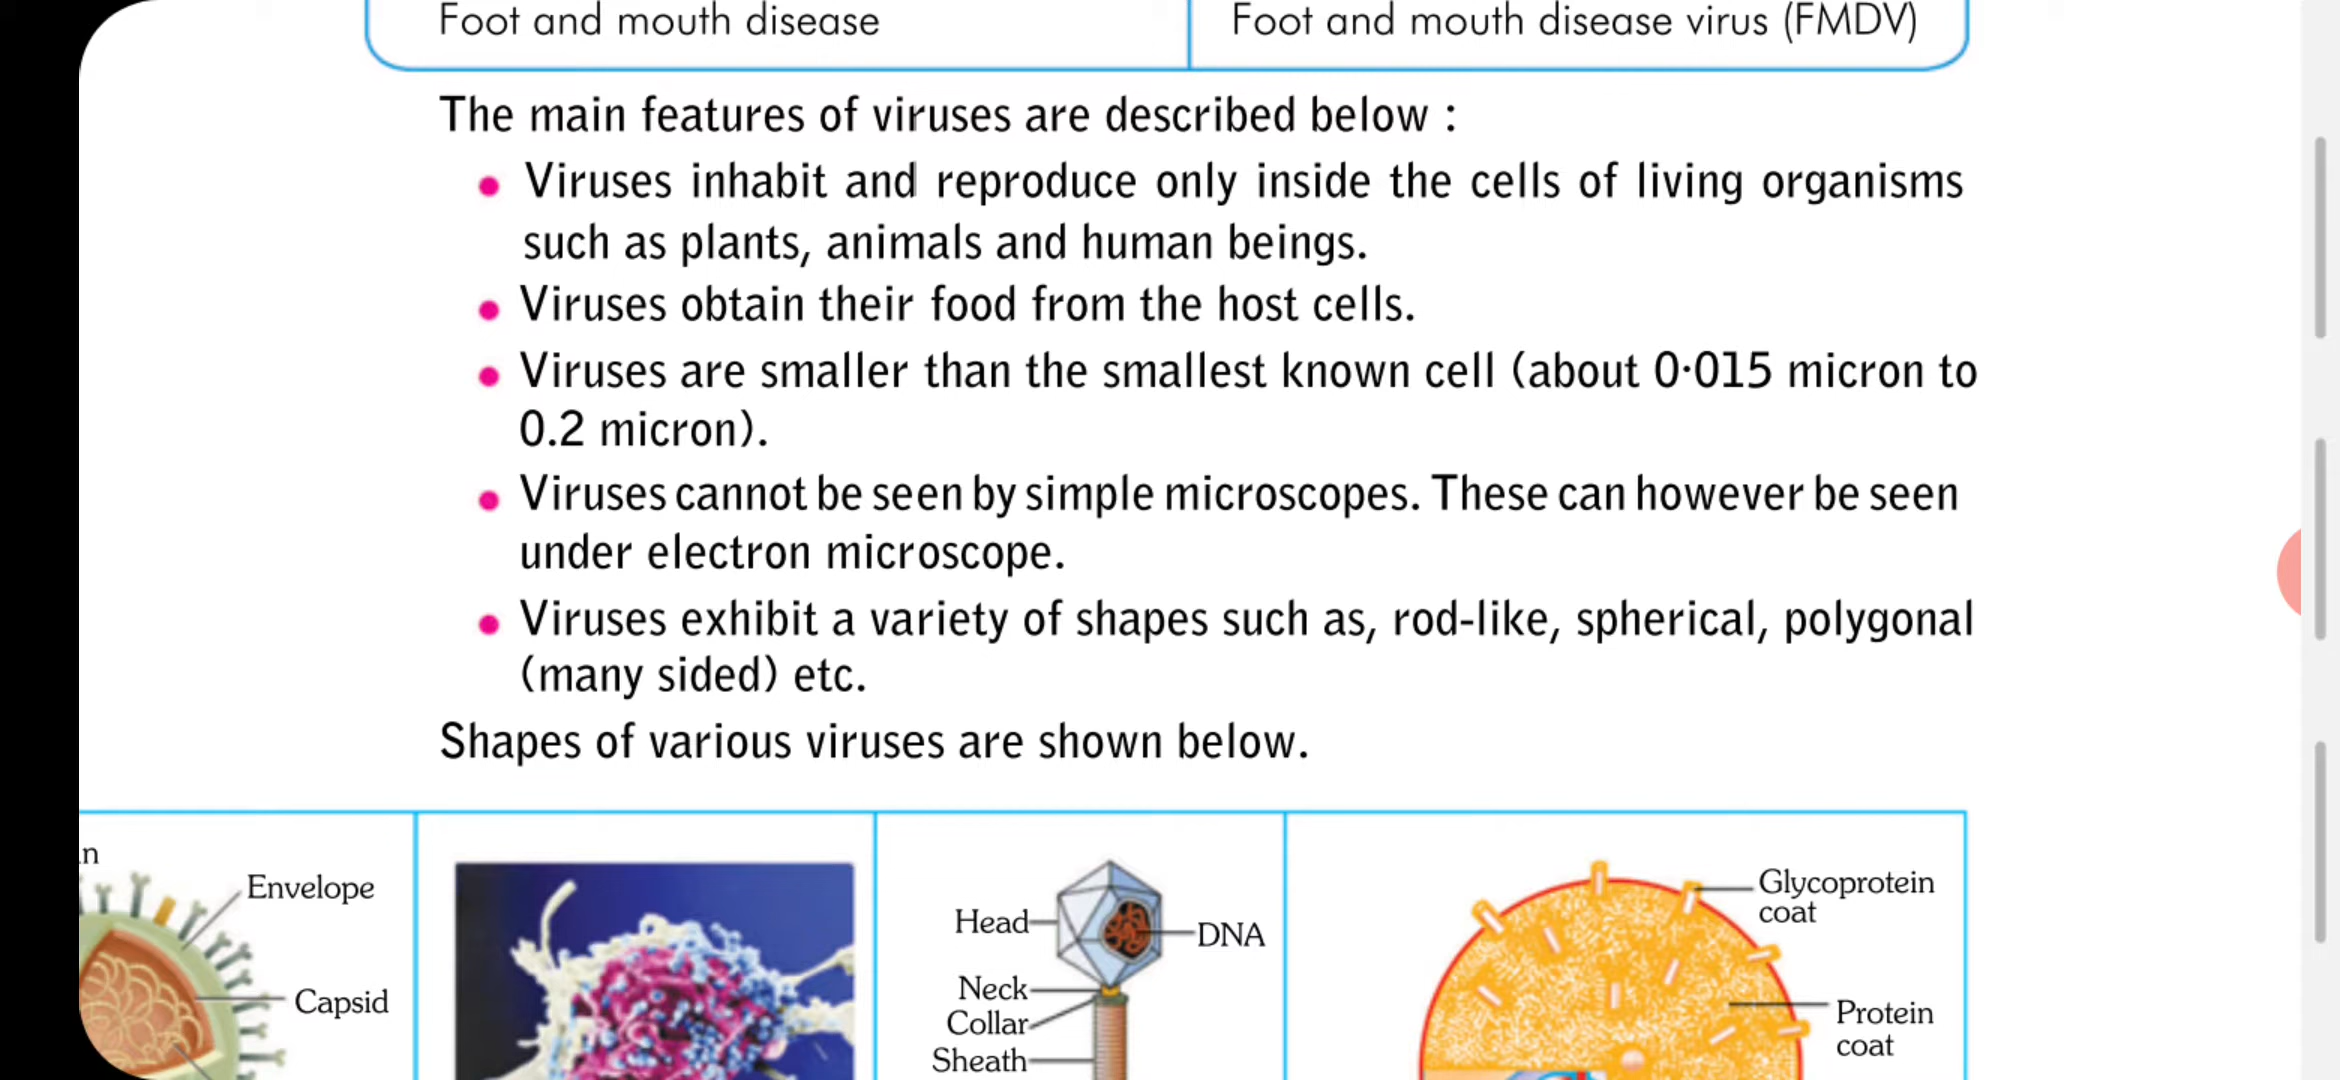 Foot and mouth disease
Foot and mouth disease virus (FMDV)
The main features of viruses are described below :
• Viruses inhabit and reproduce only inside the cells of living organisms
such as plants, animals and human beings.
• Viruses obtain their food from the host cells.
• Viruses are smaller than the smallest known cell (about 0·015 micron to
0.2 micron).
• Viruses cannot be seen by simple microscopes. These can however be seen
under electron microscope.
• Viruses exhibit a variety of shapes such as, rod-like, spherical, polygonal
(many sided) etc.
Shapes of various viruses are shown below.
Envelope
Capsid
Head
DNA
Neck
Collar
Sheath
Glycoprotein
coat
Protein
coat